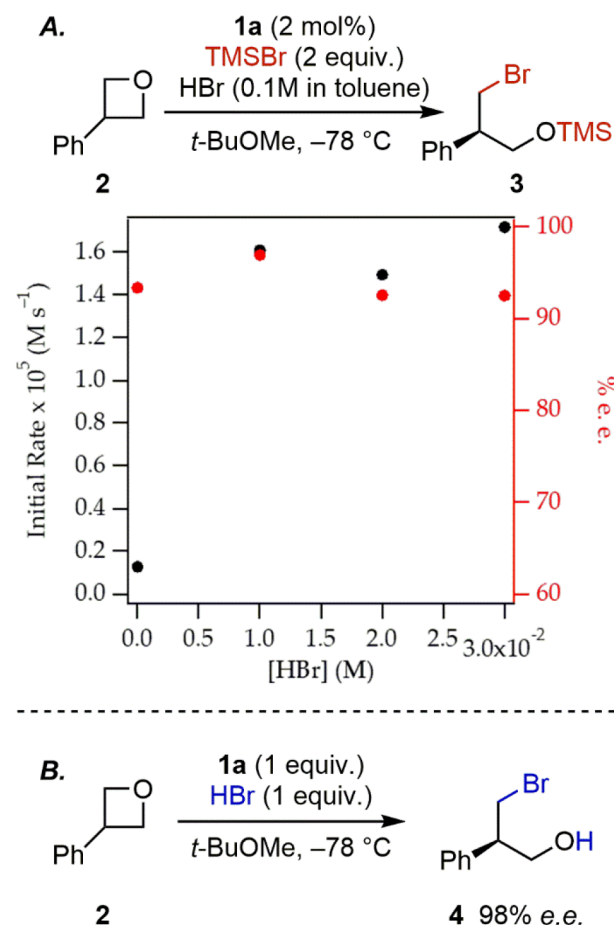 A.
1a (2 mol%)
TMSBr (2 equiv.)
HBr (0.1M in toluene)
t-BuOMe, –78 °C
O
Ph
2
Br
OTMS
Ph
3
1.6
1.4
1.2
1.0
0.8
0.6
0.4
0.2
0.0
Initial Rate x 10⁵ (M s⁻¹)
100
90
80
70
60
% e.e.
0.0 0.5 1.0 1.5 2.0 2.5 3.0x10⁻²
[HBr] (M)
B.
1a (1 equiv.)
HBr (1 equiv.)
t-BuOMe, –78 °C
O
Ph
2
Br
OH
Ph
4 98% e.e.